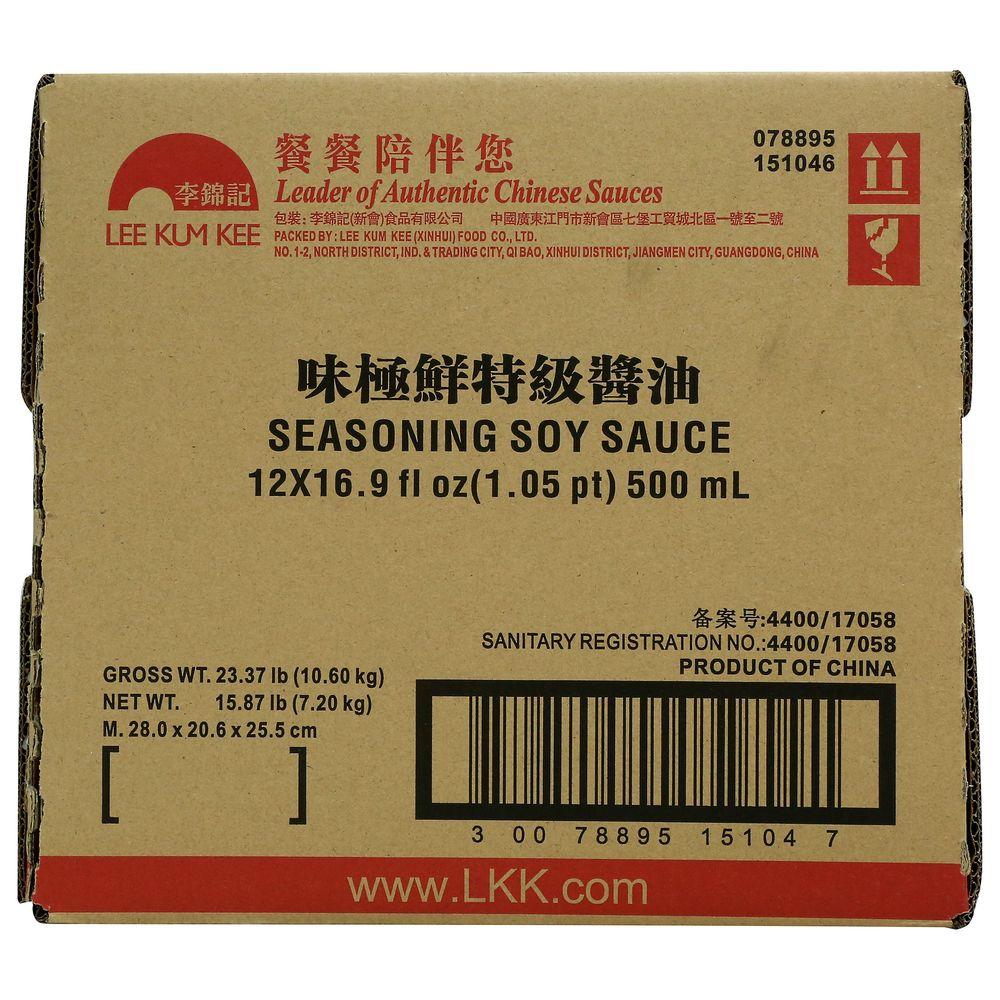 餐餐陪伴您
Leader of Authentic Chinese Sauces
李錦記
LEE KUM KEE
包裝：李錦記(新會)食品有限公司 中國廣東江門市新會區七堡工貿城北區一號至二號
PACKED BY : LEE KUM KEE (XINHUI) FOOD CO., LTD.
NO. 1-2, NORTH DISTRICT, IND. & TRADING CITY, QI BAO, XINHUI DISTRICT, JIANGMEN CITY, GUANGDONG, CHINA
078895
151046
味極鮮特級醬油
SEASONING SOY SAUCE
12X16.9 fl oz(1.05 pt) 500 mL
备案号:4400/17058
SANITARY REGISTRATION NO.:4400/17058
PRODUCT OF CHINA
GROSS WT. 23.37 lb (10.60 kg)
NET WT. 15.87 lb (7.20 kg)
M. 28.0 x 20.6 x 25.5 cm
3 00 78895 15104 7
www.LKK.com